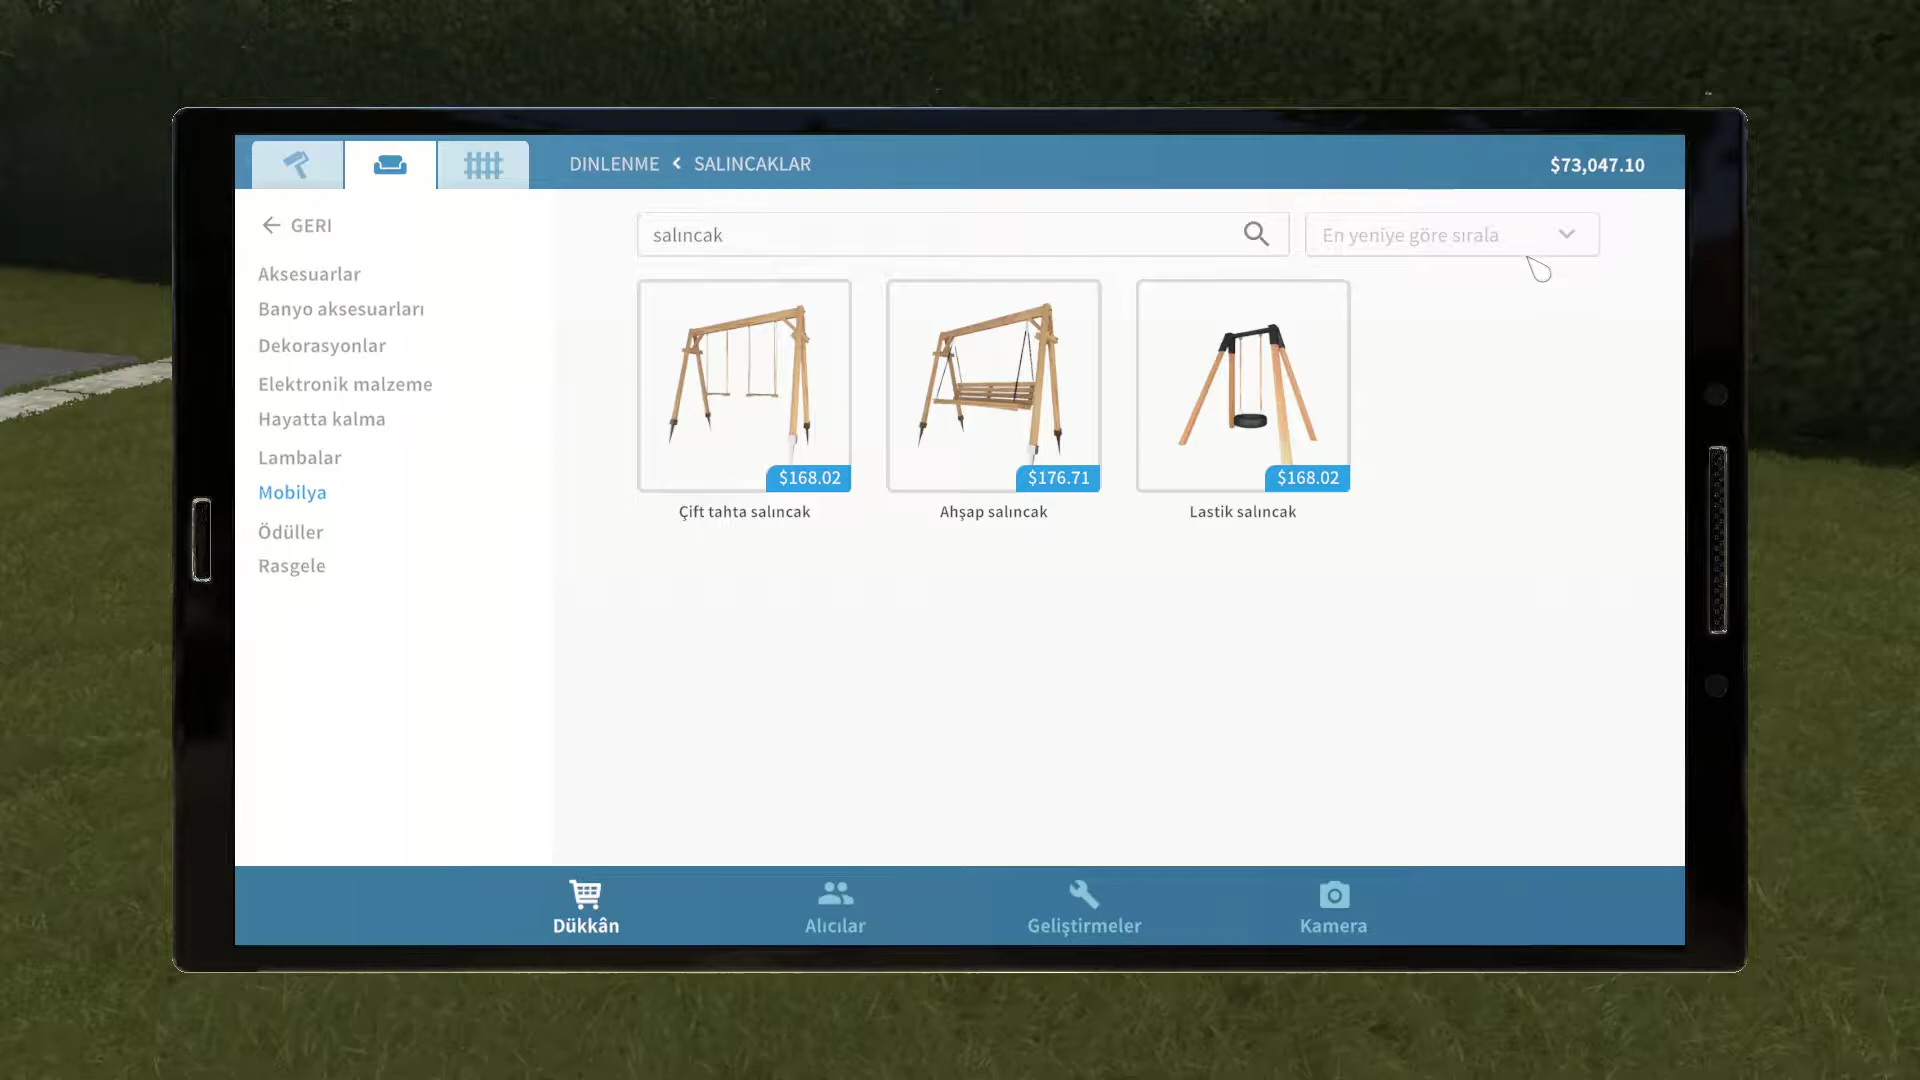 DINLENME < SALINCAKLAR
$73,047.10
GERI
salıncak
En yeniye göre sırala
Aksesuarlar
Banyo aksesuarları
Dekorasyonlar
Elektronik malzeme
Hayatta kalma
Lambalar
Mobilya
Ödüller
Rasgele
$168.02
$176.71
$168.02
Çift tahta salıncak
Ahşap salıncak
Lastik salıncak
Dükkân
Alıcılar
Geliştirmeler
Kamera